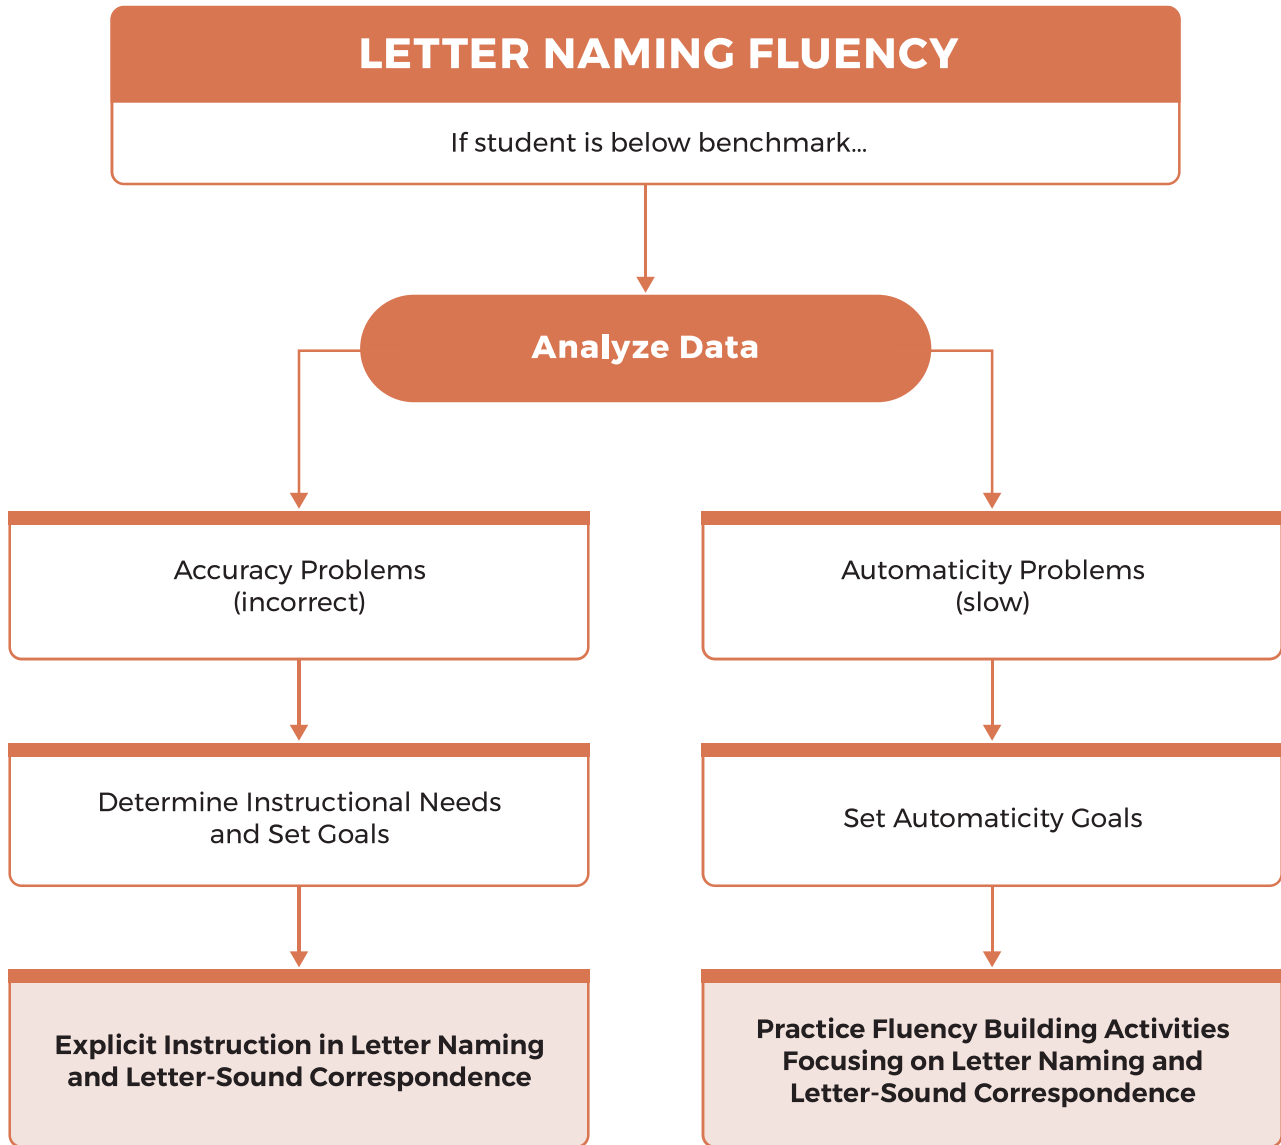 LETTER NAMING FLUENCY
If student is below benchmark...
Analyze Data
Accuracy Problems
(incorrect)
Automaticity Problems
(slow)
Determine Instructional Needs
and Set Goals
Set Automaticity Goals
Explicit Instruction in Letter Naming
and Letter-Sound Correspondence
Practice Fluency Building Activities
Focusing on Letter Naming and
Letter-Sound Correspondence